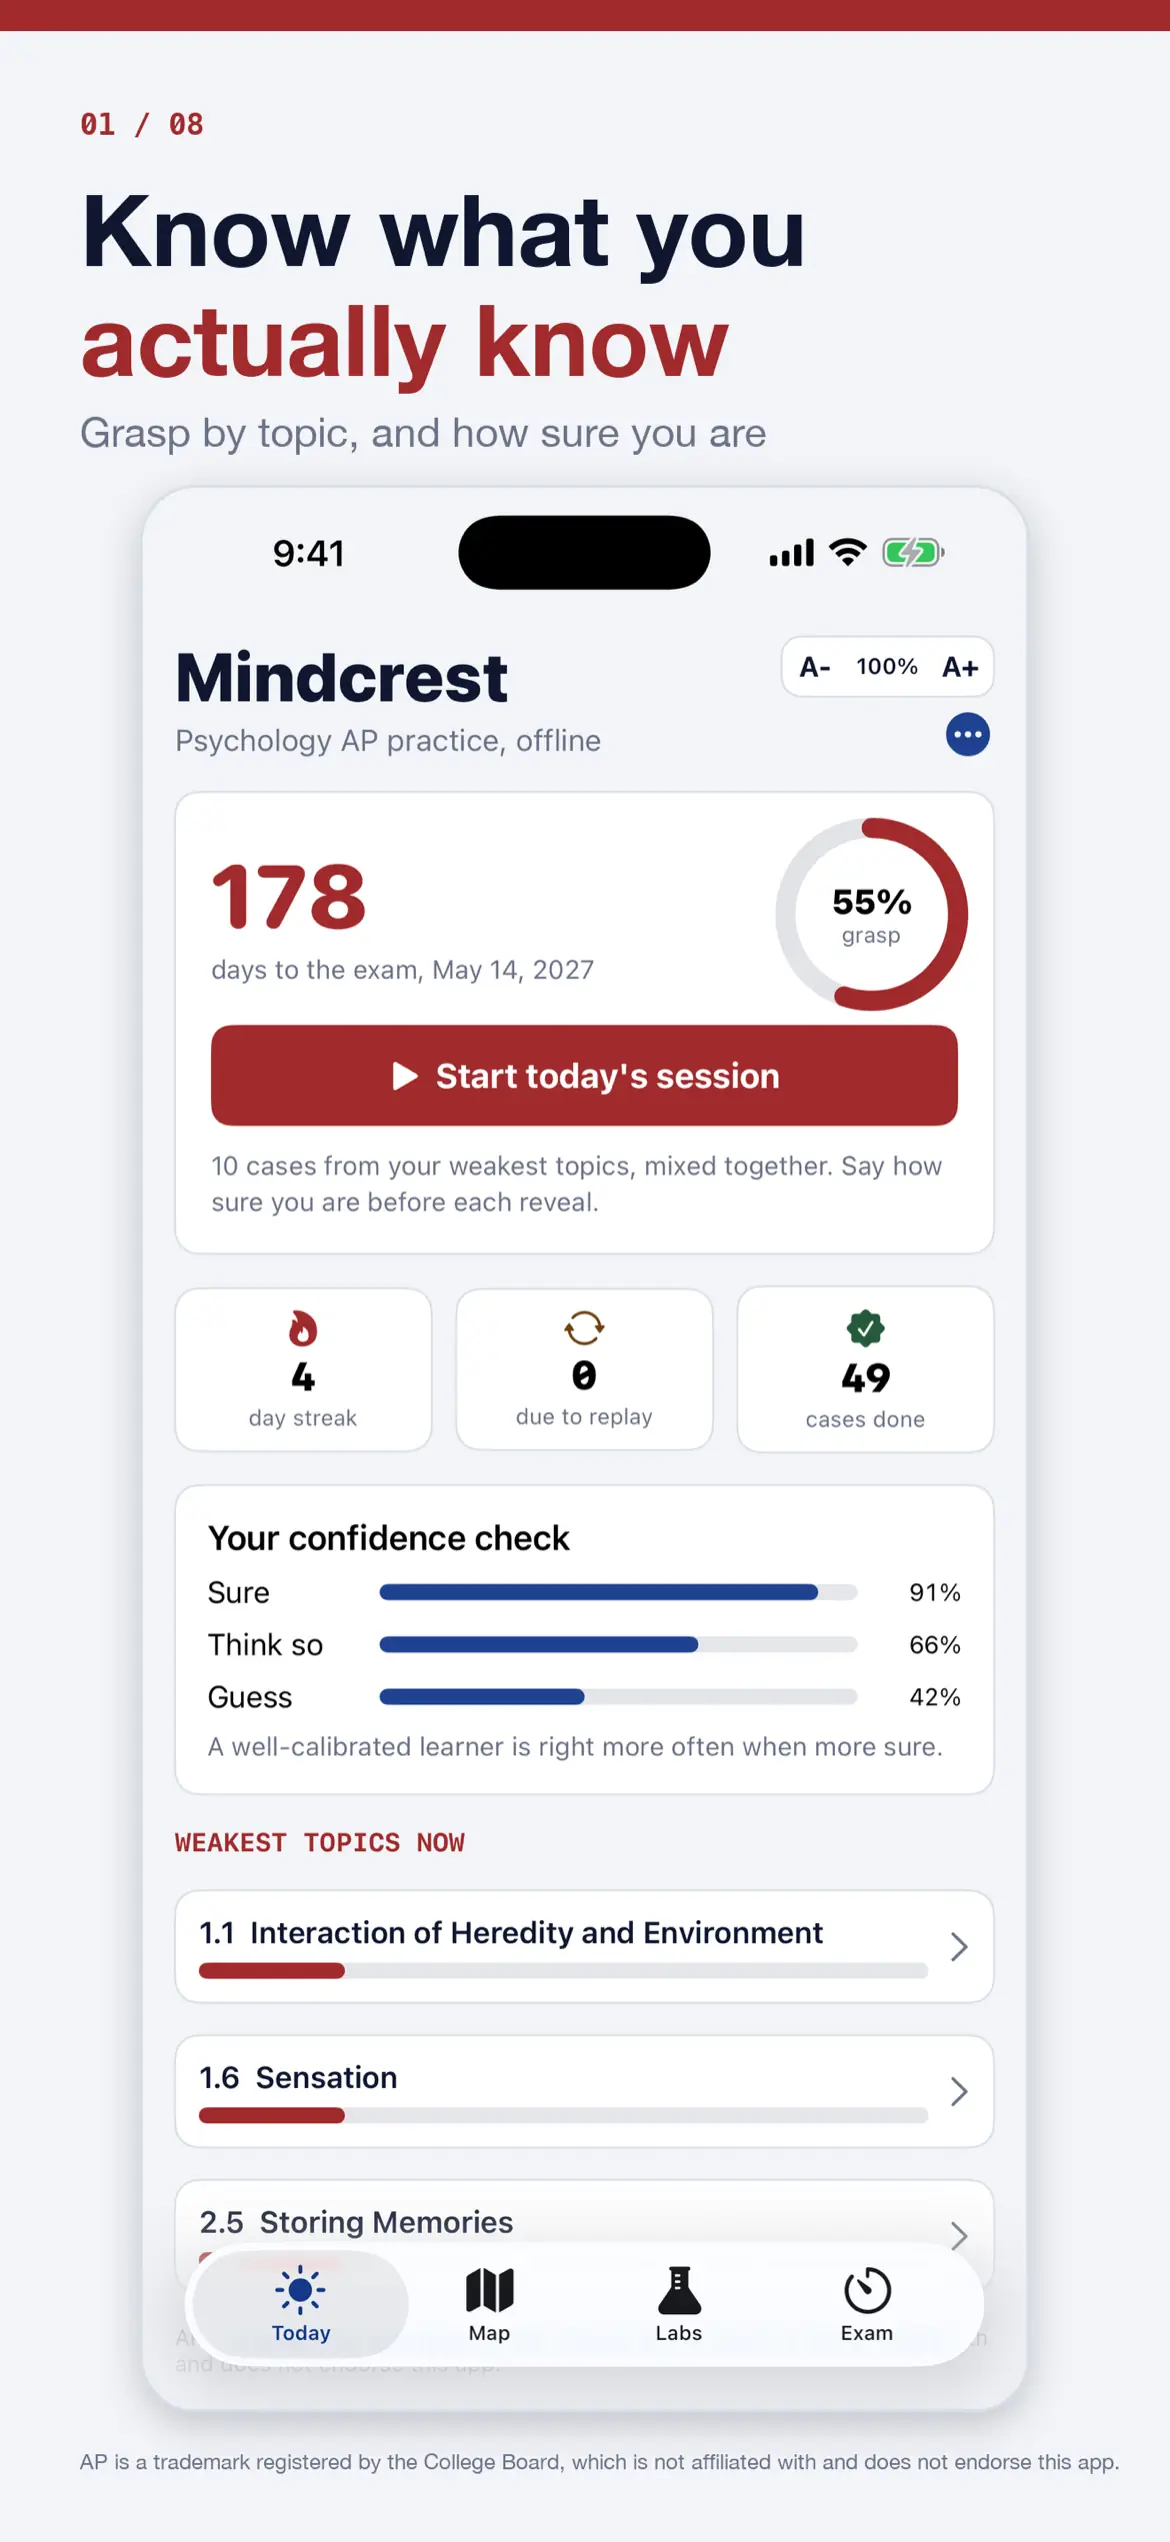 01 / 08
Know what you
actually know
Grasp by topic, and how sure you are
9:41
Mindcrest
A- 100% A+
Psychology AP practice, offline
178
days to the exam, May 14, 2027
55%
grasp
Start today's session
10 cases from your weakest topics, mixed together. Say how
sure you are before each reveal.
4
day streak
0
due to replay
49
cases done
Your confidence check
Sure 91%
Think so 66%
Guess 42%
A well-calibrated learner is right more often when more sure.
WEAKEST TOPICS NOW
1.1 Interaction of Heredity and Environment
1.6 Sensation
2.5 Storing Memories
Today
Map
Labs
Exam
and does not endorse this app.
AP is a trademark registered by the College Board, which is not affiliated with and does not endorse this app.